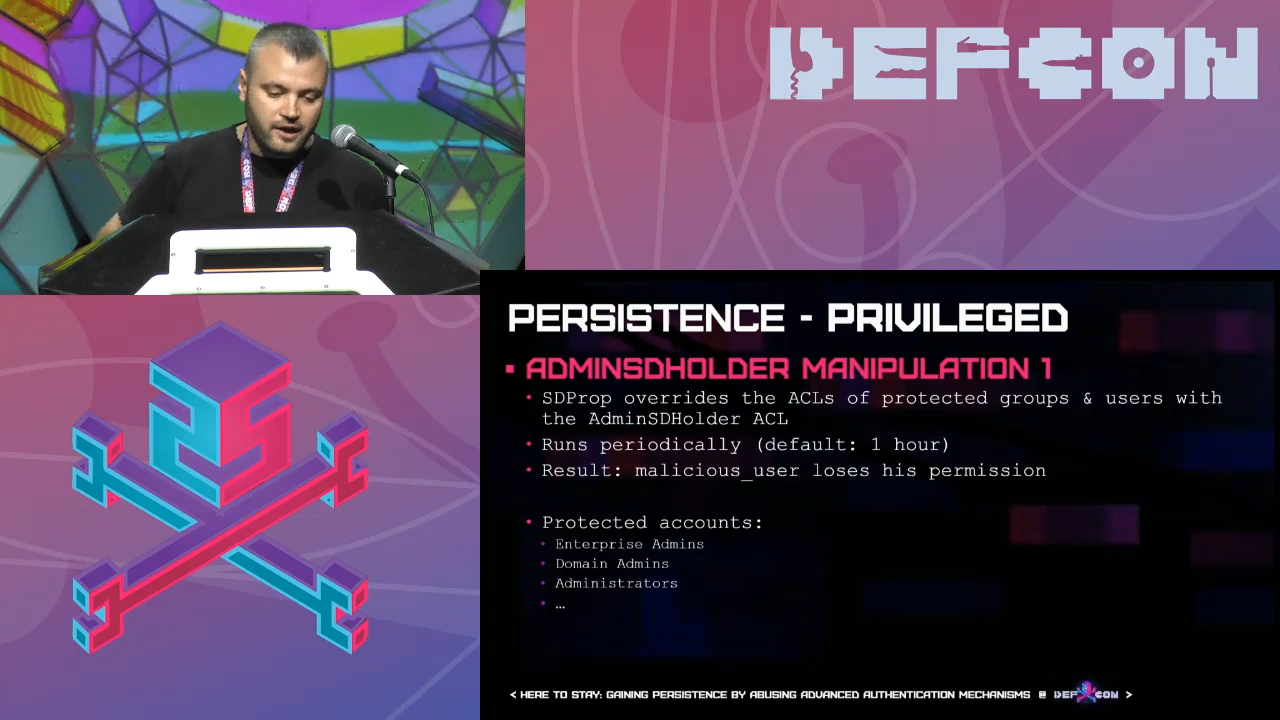 DEFCON
PERSISTENCE - PRIVILEGED
▪ ADMINSDHOLDER MANIPULATION 1
• SDProp overrides the ACLs of protected groups & users with
the AdminSDHolder ACL
• Runs periodically (default: 1 hour)
• Result: malicious_user loses his permission
• Protected accounts:
• Enterprise Admins
• Domain Admins
• Administrators
• …
< HERE TO STAY: GAINING PERSISTENCE BY ABUSING ADVANCED AUTHENTICATION MECHANISMS @ DEF CON >